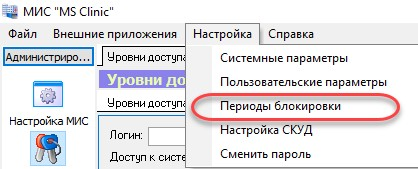 МИС "MS Clinic"
Файл Внешние приложения Настройка Справка
Администриро...
Уровни доступа
Уровни до
Уровни доступа
Настройка МИС
Логин:
Доступ к систе
Системные параметры
Пользовательские параметры
Периоды блокировки
Настройка СКУД
Сменить пароль